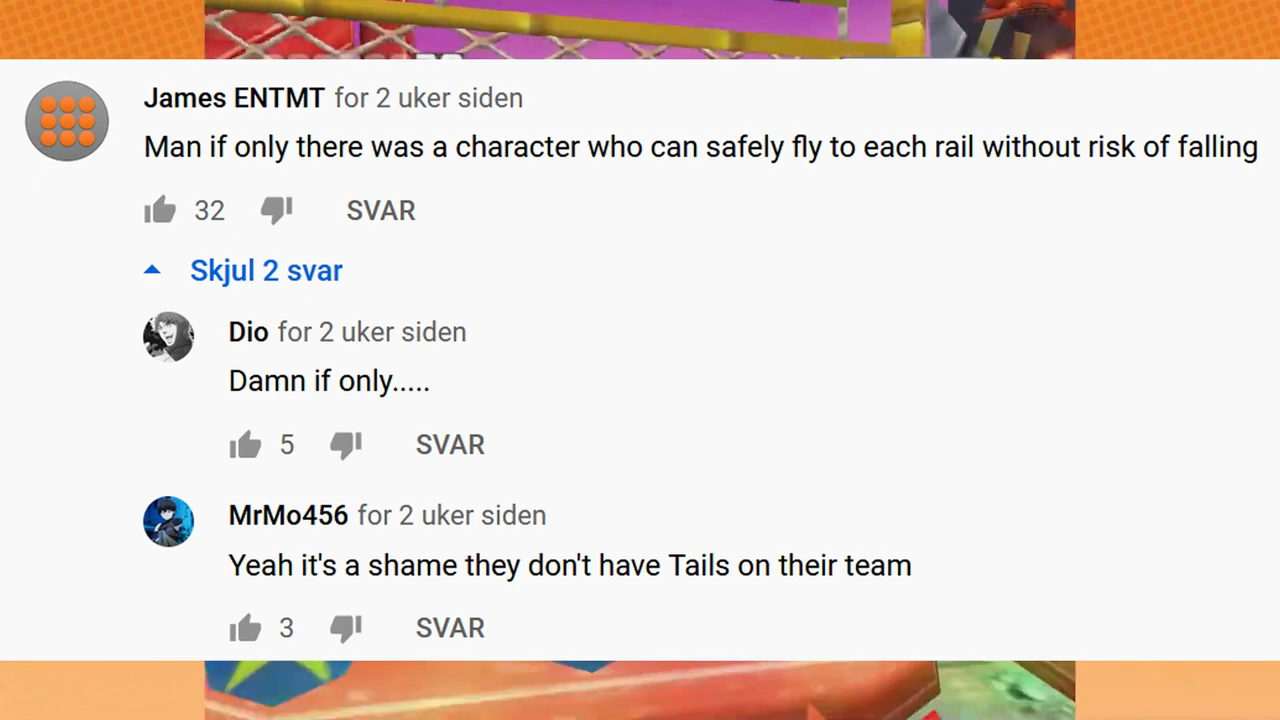 James ENTMT for 2 uker siden
Man if only there was a character who can safely fly to each rail without risk of falling
32 SVAR
Skjul 2 svar
Dio for 2 uker siden
Damn if only.....
5 SVAR
MrMo456 for 2 uker siden
Yeah it's a shame they don't have Tails on their team
3 SVAR